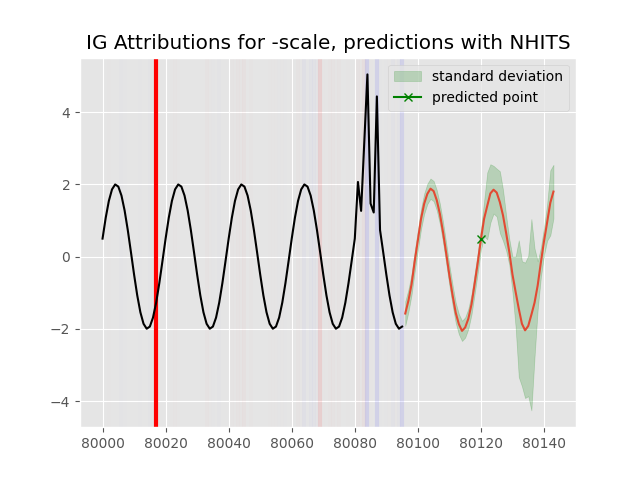 IG Attributions for -scale, predictions with NHITS
standard deviation
predicted point
4
2
0
−2
−4
80000 80020 80040 80060 80080 80100 80120 80140